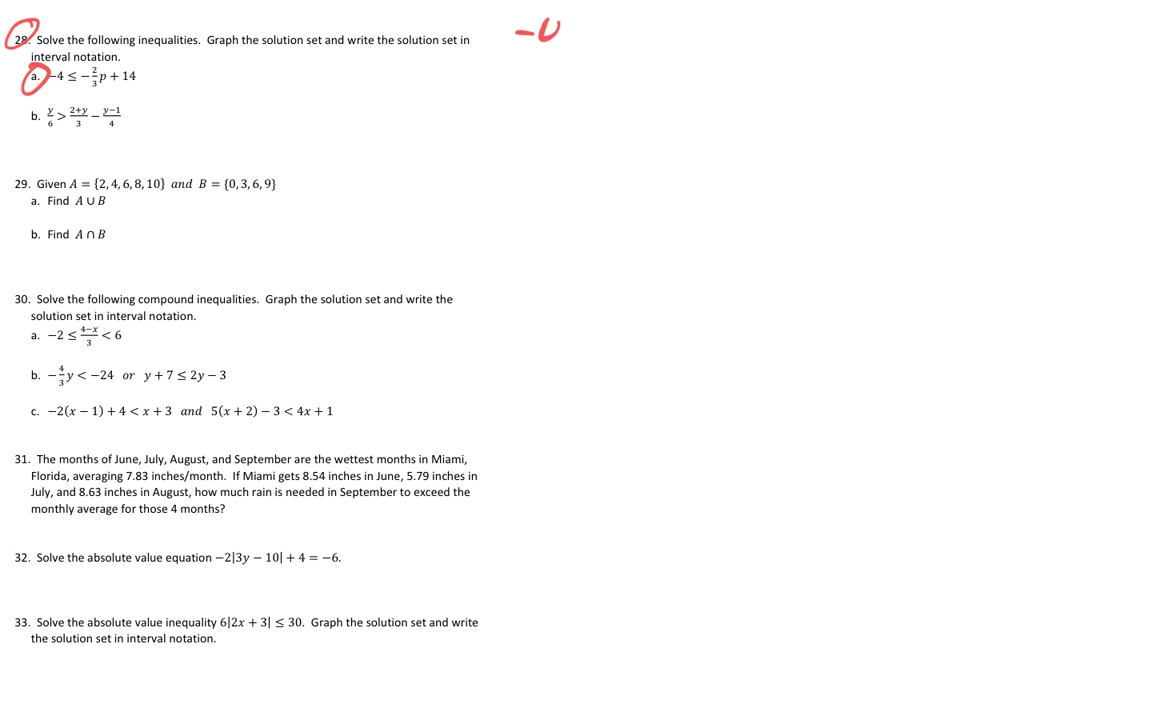 28. Solve the following inequalities. Graph the solution set and write the solution set in
interval notation.
a. −4 ≤ −2/3 p + 14
b. y/6 > (2+y)/3 − (y−1)/4
29. Given A = {2, 4, 6, 8, 10} and B = {0, 3, 6, 9}
a. Find A ∪ B
b. Find A ∩ B
30. Solve the following compound inequalities. Graph the solution set and write the
solution set in interval notation.
a. −2 ≤ (4−x)/3 < 6
b. −4/3 y < −24 or y + 7 ≤ 2y − 3
c. −2(x − 1) + 4 < x + 3 and 5(x + 2) − 3 < 4x + 1
31. The months of June, July, August, and September are the wettest months in Miami,
Florida, averaging 7.83 inches/month. If Miami gets 8.54 inches in June, 5.79 inches in
July, and 8.63 inches in August, how much rain is needed in September to exceed the
monthly average for those 4 months?
32. Solve the absolute value equation −2|3y − 10| + 4 = −6.
33. Solve the absolute value inequality 6|2x + 3| ≤ 30. Graph the solution set and write
the solution set in interval notation.